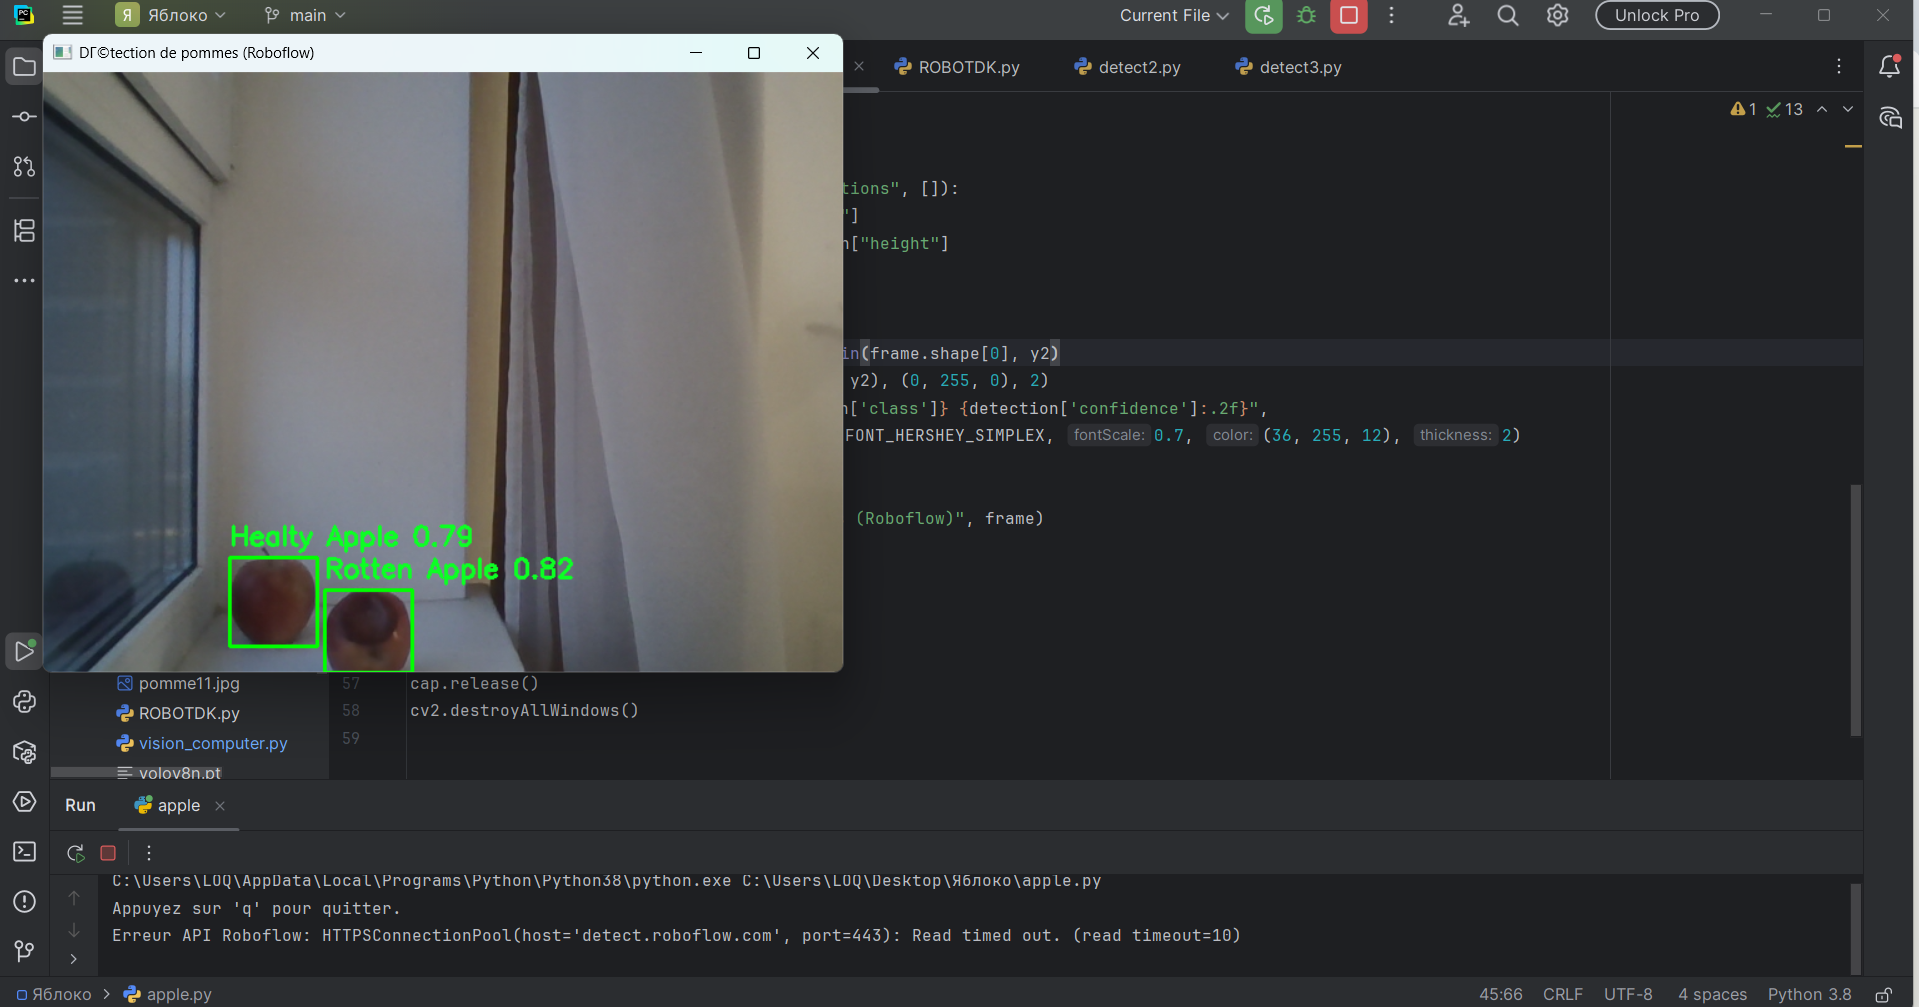 PC
Я Яблоко main Current File Unlock Pro
DГ©tection de pommes (Roboflow)
ROBOTDK.py detect2.py detect3.py
1 13
tions", []):
"]
n["height"]
in(frame.shape[0], y2)
y2), (0, 255, 0), 2)
n['class']} {detection['confidence']:.2f}",
FONT_HERSHEY_SIMPLEX, fontScale: 0.7, color: (36, 255, 12), thickness: 2)
(Roboflow)", frame)
Healty Apple 0.79
Rotten Apple 0.82
pomme11.jpg
ROBOTDK.py
vision_computer.py
yolov8n.pt
57 cap.release()
58 cv2.destroyAllWindows()
59
Run apple
C:\Users\LOQ\AppData\Local\Programs\Python\Python38\python.exe C:\Users\LOQ\Desktop\Яблоко\apple.py
Appuyez sur 'q' pour quitter.
Erreur API Roboflow: HTTPSConnectionPool(host='detect.roboflow.com', port=443): Read timed out. (read timeout=10)
Яблоко > apple.py 45:66 CRLF UTF-8 4 spaces Python 3.8